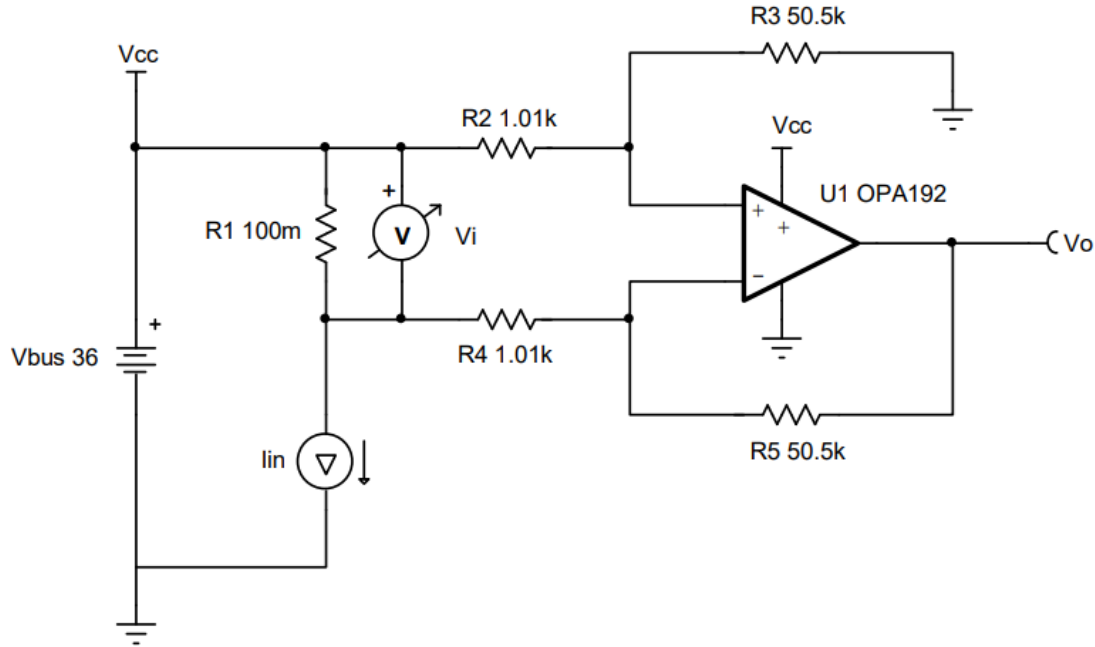 R3 50.5k
Vcc
R2 1.01k
Vcc
U1 OPA192
+
R1 100m
V
Vi
+
+
Vo
−
+
R4 1.01k
Vbus 36
R5 50.5k
Iin